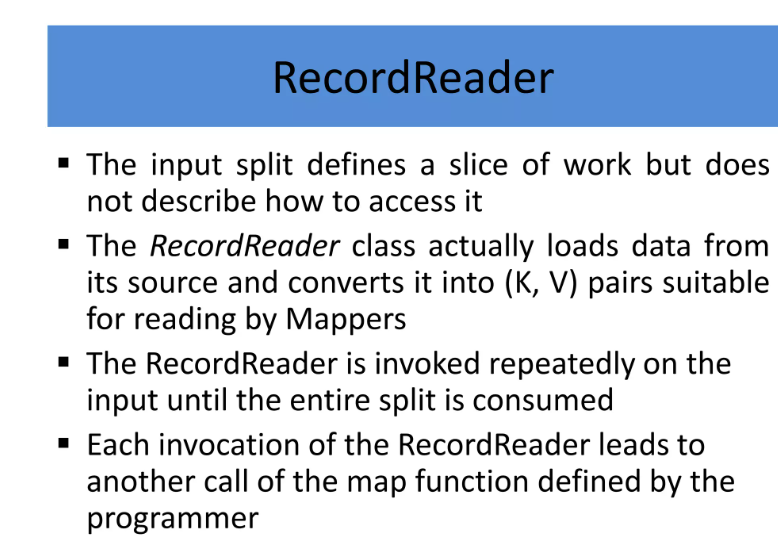 RecordReader
▪ The input split defines a slice of work but does
not describe how to access it
▪ The RecordReader class actually loads data from
its source and converts it into (K, V) pairs suitable
for reading by Mappers
▪ The RecordReader is invoked repeatedly on the
input until the entire split is consumed
▪ Each invocation of the RecordReader leads to
another call of the map function defined by the
programmer